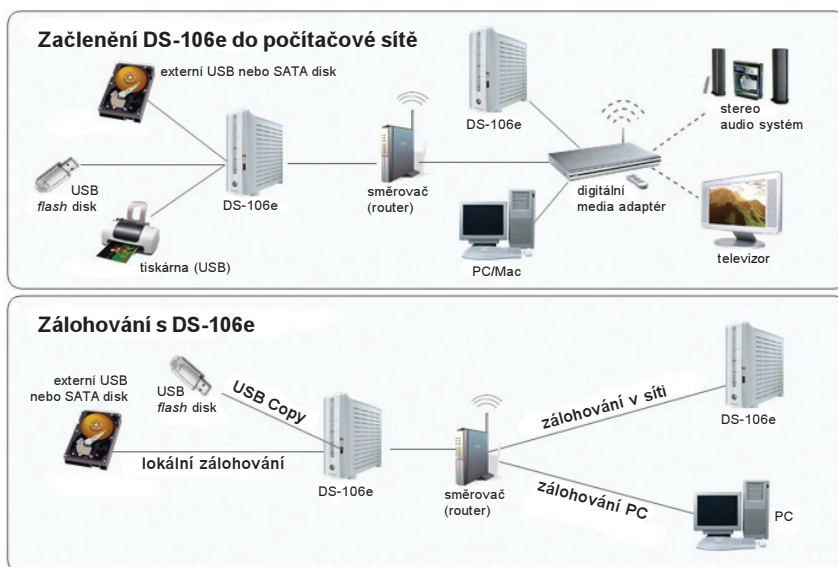 Začlenění DS-106e do počítačové sítě
externí USB nebo SATA disk
DS-106e
stereo
audio systém
USB
flash disk
DS-106e
směrovač
(router)
digitální
media adaptér
tiskárna (USB)
PC/Mac
televizor
Zálohování s DS-106e
externí USB
nebo SATA disk
USB
flash disk
USB Copy
lokální zálohování
DS-106e
směrovač
(router)
zálohování v síti
DS-106e
zálohování PC
PC